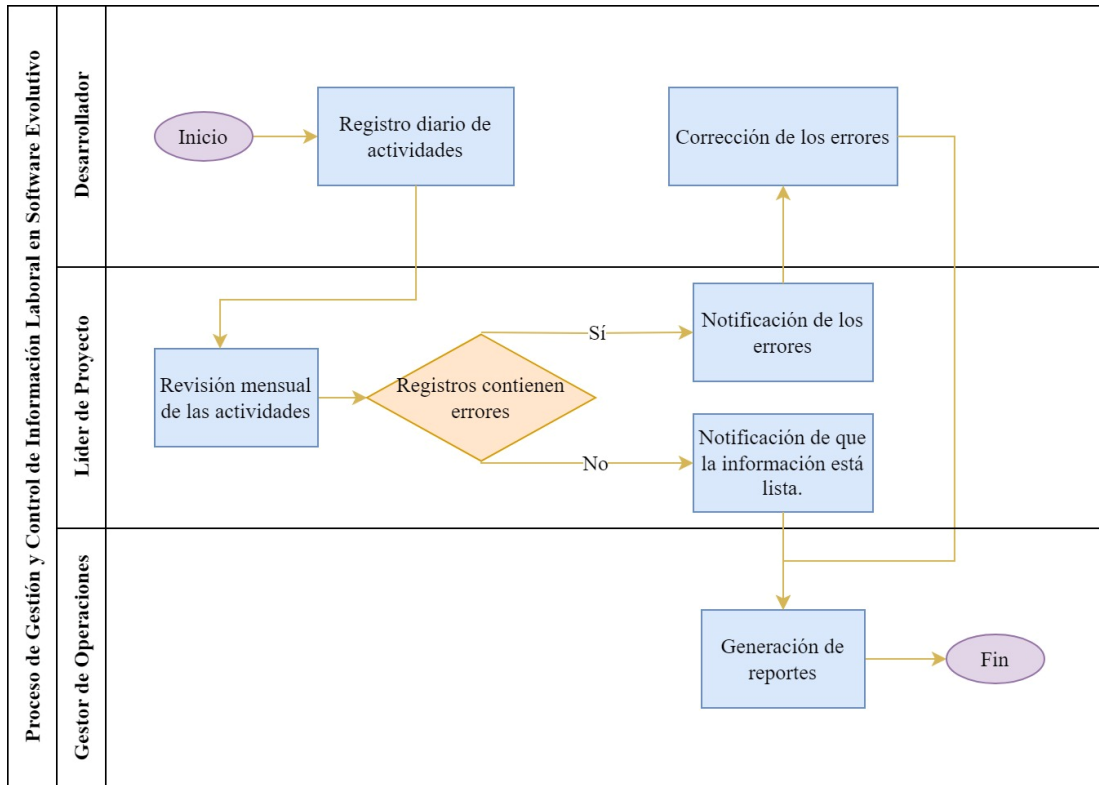 Proceso de Gestión y Control de Información Laboral en Software Evolutivo
Desarrollador
Inicio
Registro diario de
actividades
Corrección de los errores
Líder de Proyecto
Revisión mensual
de las actividades
Registros contienen
errores
Sí
No
Notificación de los
errores
Notificación de que
la información está
lista.
Gestor de Operaciones
Generación de
reportes
Fin